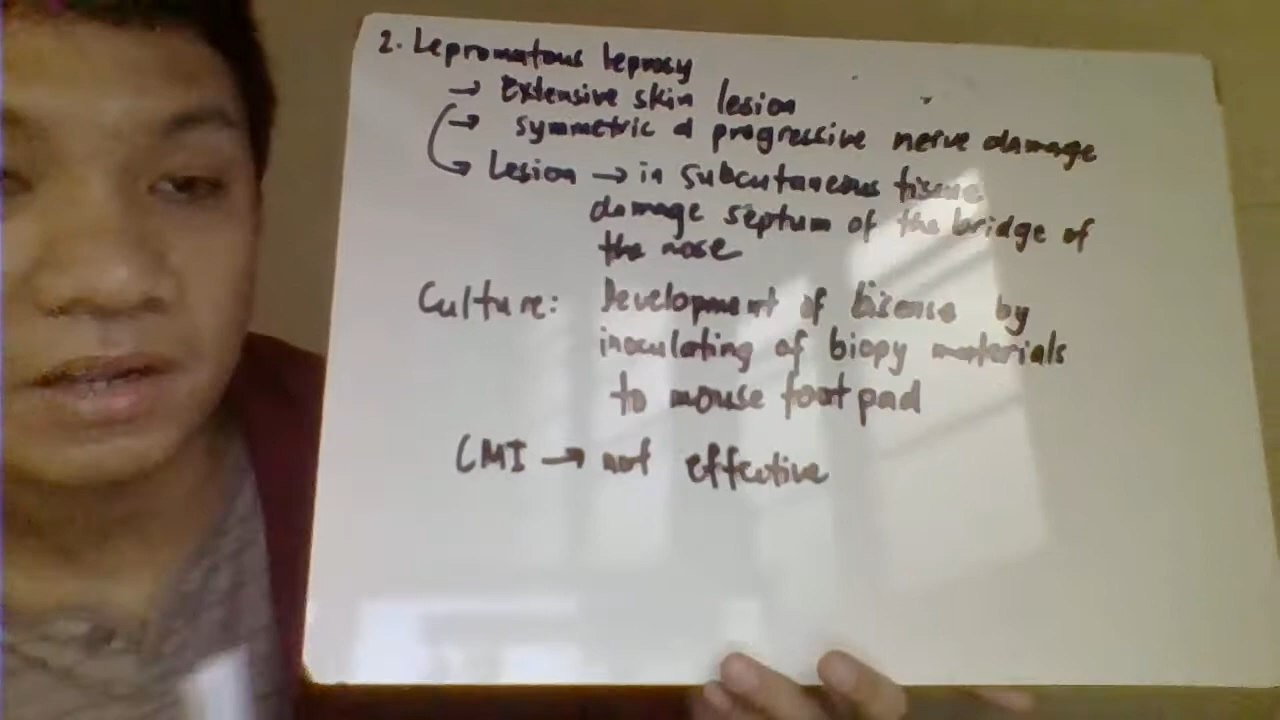 2. Lepromatous leprosy
→ Extensive skin lesion
→ symmetric & progressive nerve damage
→ Lesion → in subcutaneous tissue
damage septum of the bridge of
the nose
Culture: Development of disease by
inoculating of biopy materials
to mouse foot pad
CMI → not effective